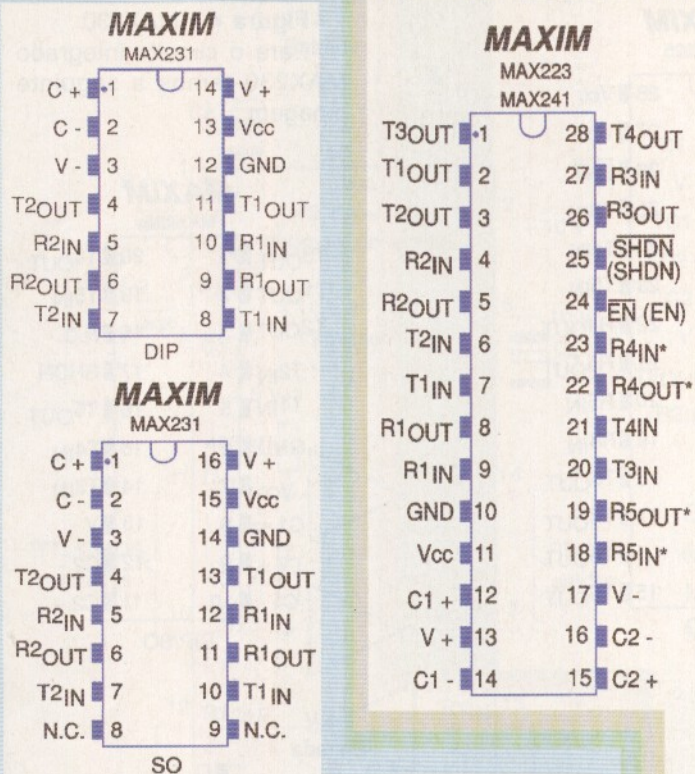 MAXIM
MAX231
C + 1 14 V +
C - 2 13 Vcc
V - 3 12 GND
T2OUT 4 11 T1OUT
R2IN 5 10 R1IN
R2OUT 6 9 R1OUT
T2IN 7 8 T1IN
DIP
MAXIM
MAX231
C + 1 16 V +
C - 2 15 Vcc
V - 3 14 GND
T2OUT 4 13 T1OUT
R2IN 5 12 R1IN
R2OUT 6 11 R1OUT
T2IN 7 10 T1IN
N.C. 8 9 N.C.
SO
MAXIM
MAX223
MAX241
T3OUT 1 28 T4OUT
T1OUT 2 27 R3IN
T2OUT 3 26 R3OUT
R2IN 4 25 SHDN
(SHDN)
R2OUT 5 24 EN (EN)
T2IN 6 23 R4IN*
T1IN 7 22 R4OUT*
R1OUT 8 21 T4IN
R1IN 9 20 T3IN
GND 10 19 R5OUT*
Vcc 11 18 R5IN*
C1 + 12 17 V -
V + 13 16 C2 -
C1 - 14 15 C2 +